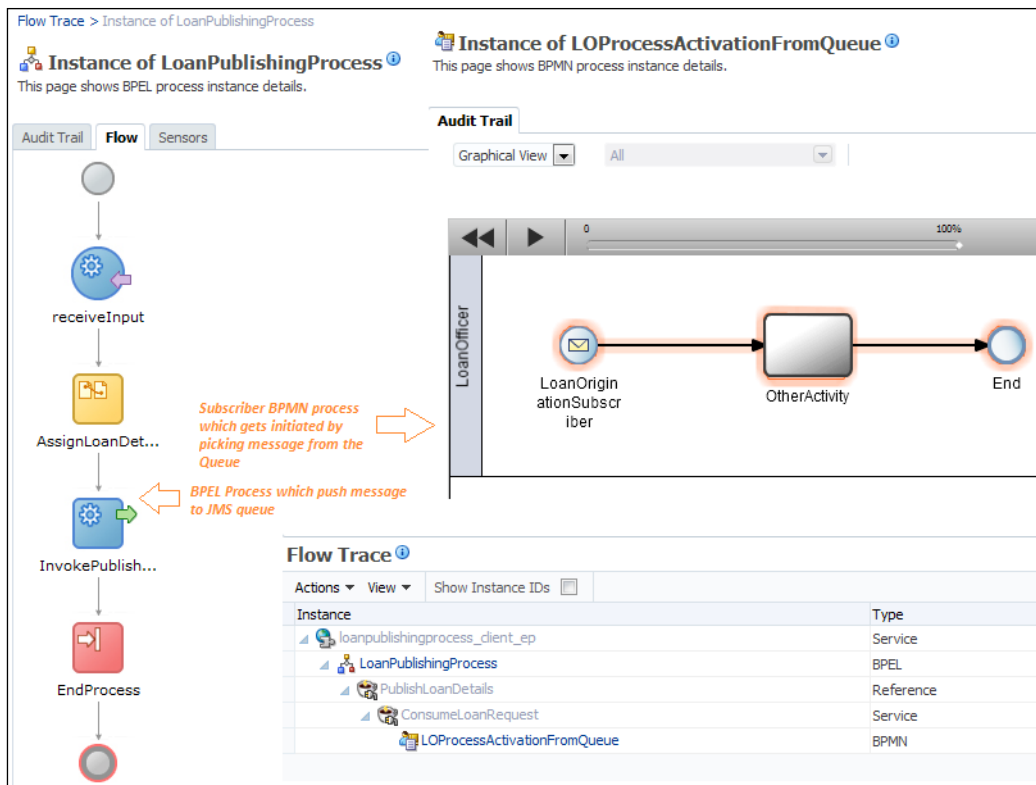 Flow Trace > Instance of LoanPublishingProcess
Instance of LoanPublishingProcess
This page shows BPEL process instance details.
Audit Trail
Flow
Sensors
receiveInput
AssignLoanDet...
InvokePublish...
EndProcess
Instance of LOProcessActivationFromQueue
This page shows BPMN process instance details.
Audit Trail
Graphical View
All
0
100%
LoanOfficer
LoanOrigin
ationSubscr
iber
OtherActivity
End
Subscriber BPMN process
which gets initiated by
picking message from the
Queue
BPEL Process which push message
to JMS queue
Flow Trace
Actions
View
Show Instance IDs
Instance
Type
loanpublishingprocess_client_ep
Service
LoanPublishingProcess
BPEL
PublishLoanDetails
Reference
ConsumeLoanRequest
Service
LOProcessActivationFromQueue
BPMN